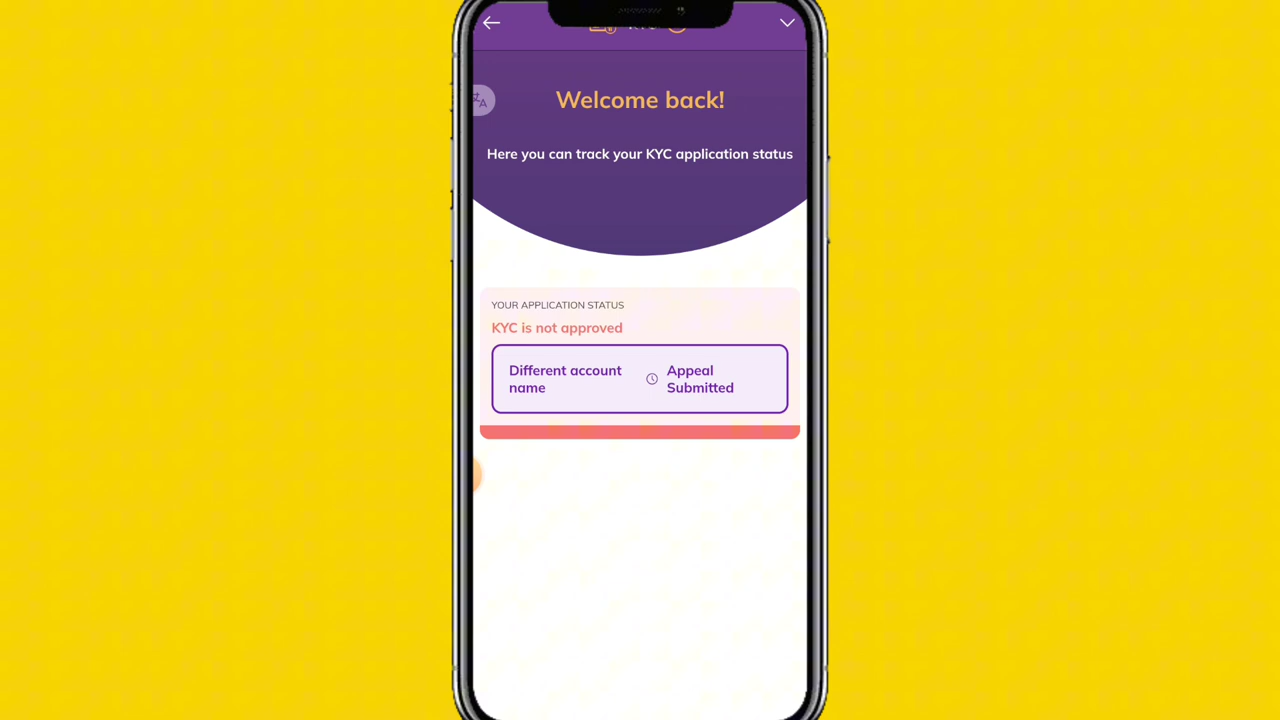 Welcome back!
Here you can track your KYC application status
YOUR APPLICATION STATUS
KYC is not approved
Different account
name
Appeal
Submitted